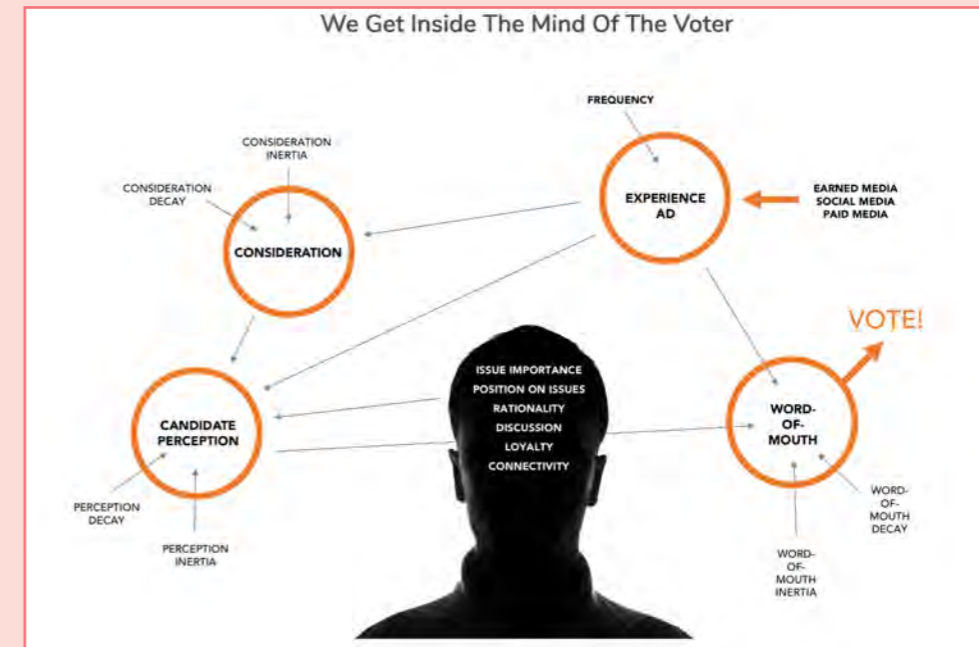 We Get Inside The Mind Of The Voter
FREQUENCY
CONSIDERATION
INERTIA
CONSIDERATION
DECAY
CONSIDERATION
EXPERIENCE
AD
EARNED MEDIA
SOCIAL MEDIA
PAID MEDIA
VOTE!
ISSUE IMPORTANCE
POSITION ON ISSUES
RATIONALITY
DISCUSSION
LOYALTY
CONNECTIVITY
CANDIDATE
PERCEPTION
WORD-
OF-
MOUTH
PERCEPTION
DECAY
PERCEPTION
INERTIA
WORD-
OF-
MOUTH
DECAY
WORD-
OF-
MOUTH
INERTIA